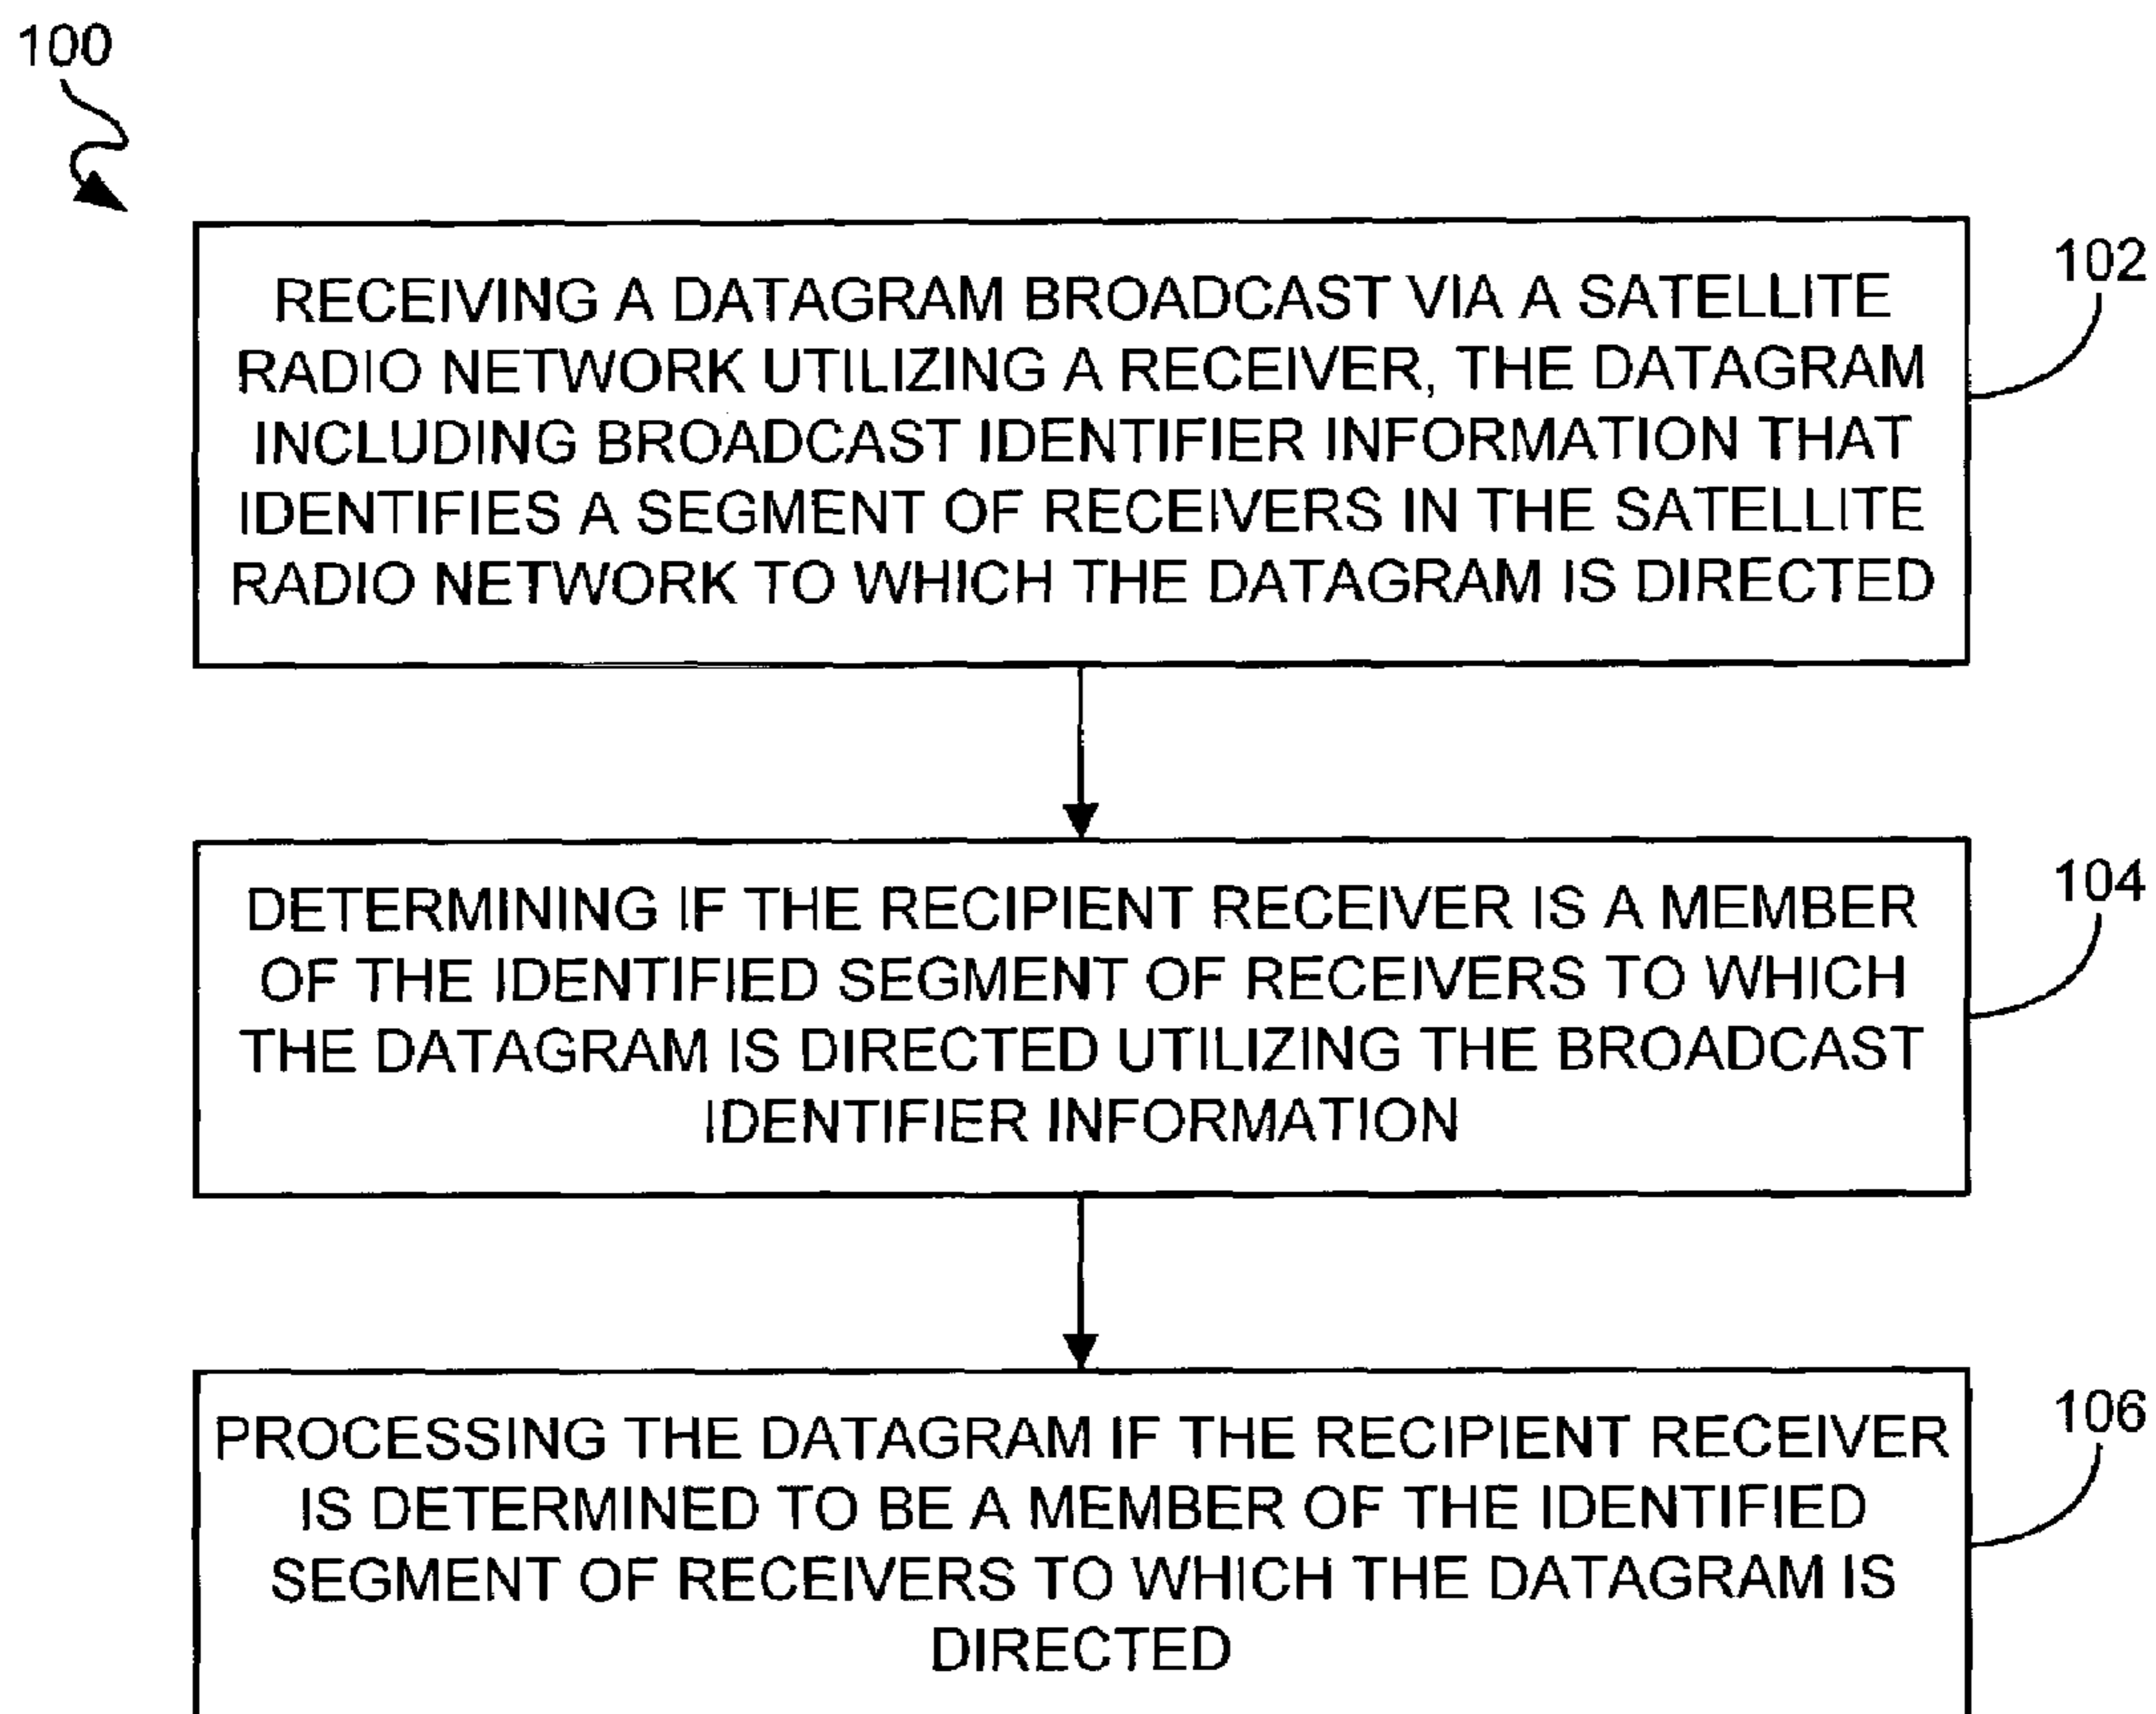 100
RECEIVING A DATAGRAM BROADCAST VIA A SATELLITE
RADIO NETWORK UTILIZING A RECEIVER, THE DATAGRAM
INCLUDING BROADCAST IDENTIFIER INFORMATION THAT
IDENTIFIES A SEGMENT OF RECEIVERS IN THE SATELLITE
RADIO NETWORK TO WHICH THE DATAGRAM IS DIRECTED
102
DETERMINING IF THE RECIPIENT RECEIVER IS A MEMBER
OF THE IDENTIFIED SEGMENT OF RECEIVERS TO WHICH
THE DATAGRAM IS DIRECTED UTILIZING THE BROADCAST
IDENTIFIER INFORMATION
104
PROCESSING THE DATAGRAM IF THE RECIPIENT RECEIVER
IS DETERMINED TO BE A MEMBER OF THE IDENTIFIED
SEGMENT OF RECEIVERS TO WHICH THE DATAGRAM IS
DIRECTED
106